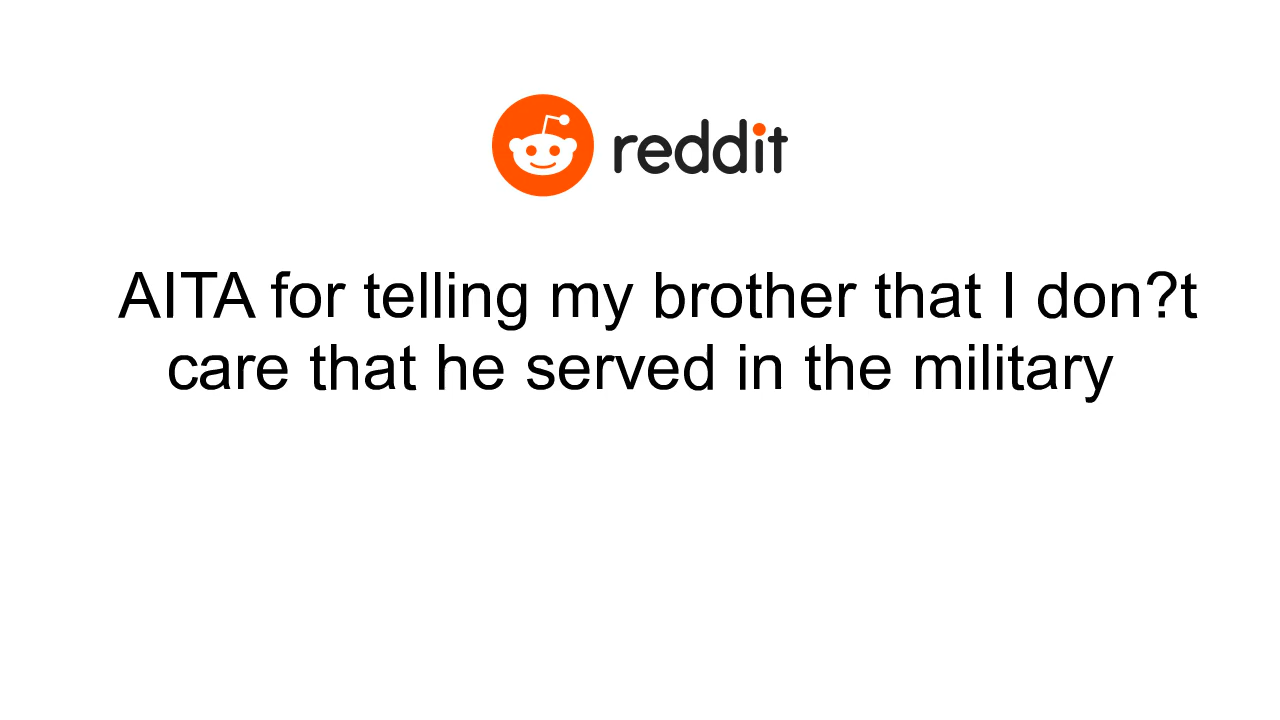 reddit
AITA for telling my brother that I don?t
care that he served in the military